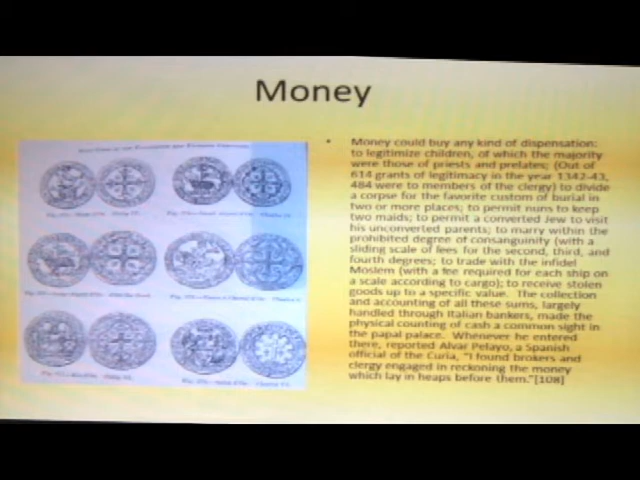 Money
• Money could buy any kind of dispensation:
to legitimize children, of which the majority
were those of priests and prelates; (Out of
614 grants of legitimacy in the year 1342-43,
484 were to members of the clergy) to divide
a corpse for the favorite custom of burial in
two or more places; to permit nuns to keep
two maids; to permit a converted Jew to visit
his unconverted parents; to marry within the
prohibited degree of consanguinity (with a
sliding scale of fees for the second, third, and
fourth degrees; to trade with the infidel
Moslem (with a fee required for each ship on
a scale according to cargo); to receive stolen
goods up to a specific value. The collection
and accounting of all these sums, largely
handled through Italian bankers, made the
physical counting of cash a common sight in
the papal palace. Whenever he entered
there, reported Alvar Pelayo, a Spanish
official of the Curia, "I found brokers and
clergy engaged in reckoning the money
which lay in heaps before them."[108]